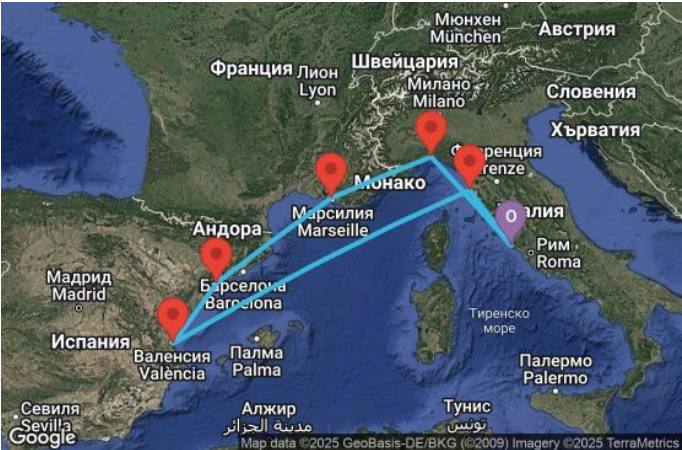 Мюнхен
München
Австрия
Швейцария
Франция
Лион
Lyon
Милано
Milano
Словения
Хърватия
Флоренция
Firenze
Монако
Марсилия
Marseille
Италия
O
Рим
Roma
Андора
Барселона
Barcelona
Мадрид
Madrid
Тиренско
море
Испания
Валенсия
València
Палма
Palma
Палермо
Palermo
Севиля
Sevilla
Алжир
مدينة الجزائر
Тунис
تونس
Google
Map data ©2025 GeoBasis-DE/BKG (©2009) Imagery ©2025 TerraMetrics